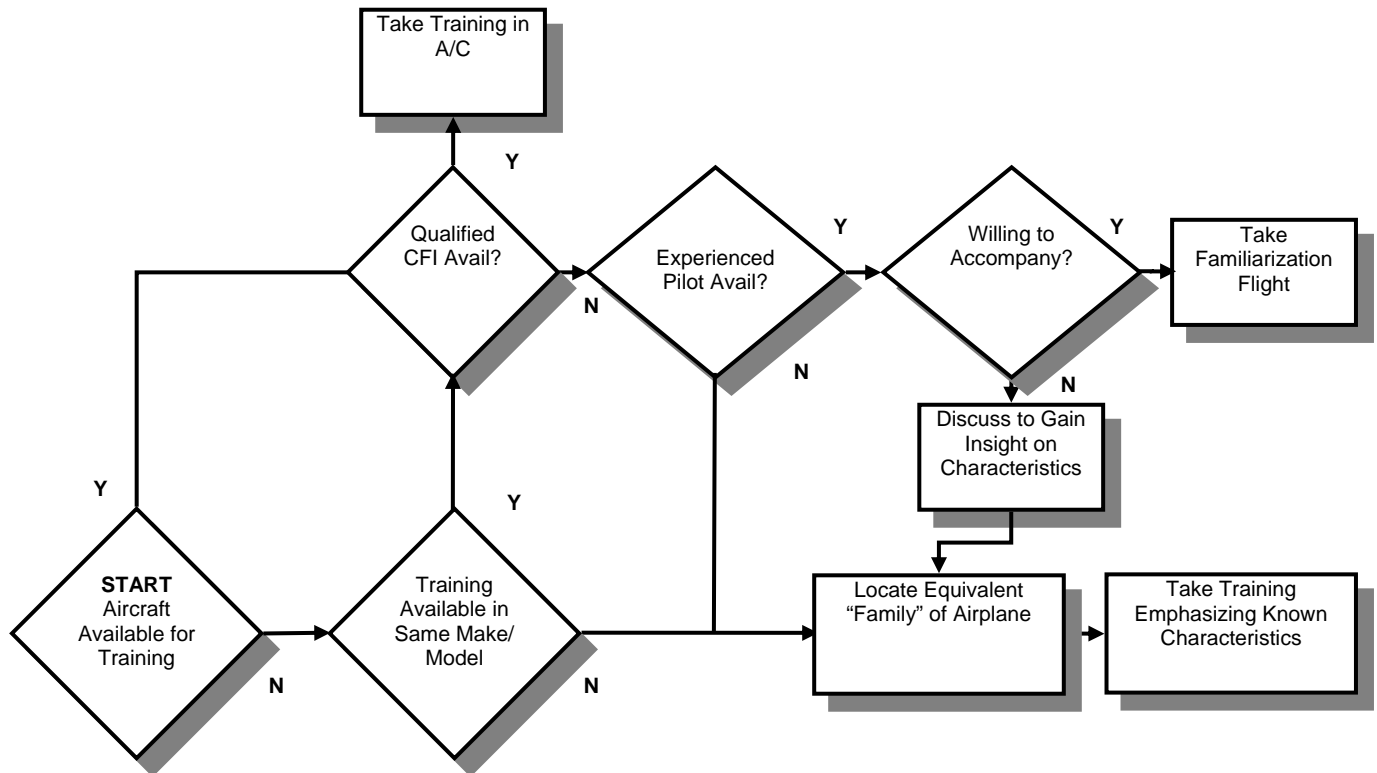 Take Training in
A/C
Y
Qualified
CFI Avail?
N
Experienced
Pilot Avail?
Y
N
Willing to
Accompany?
Y
N
Take
Familiarization
Flight
Discuss to Gain
Insight on
Characteristics
Y
START
Aircraft
Available for
Training
N
Y
Training
Available in
Same Make/
Model
N
Locate Equivalent
“Family” of Airplane
Take Training
Emphasizing Known
Characteristics